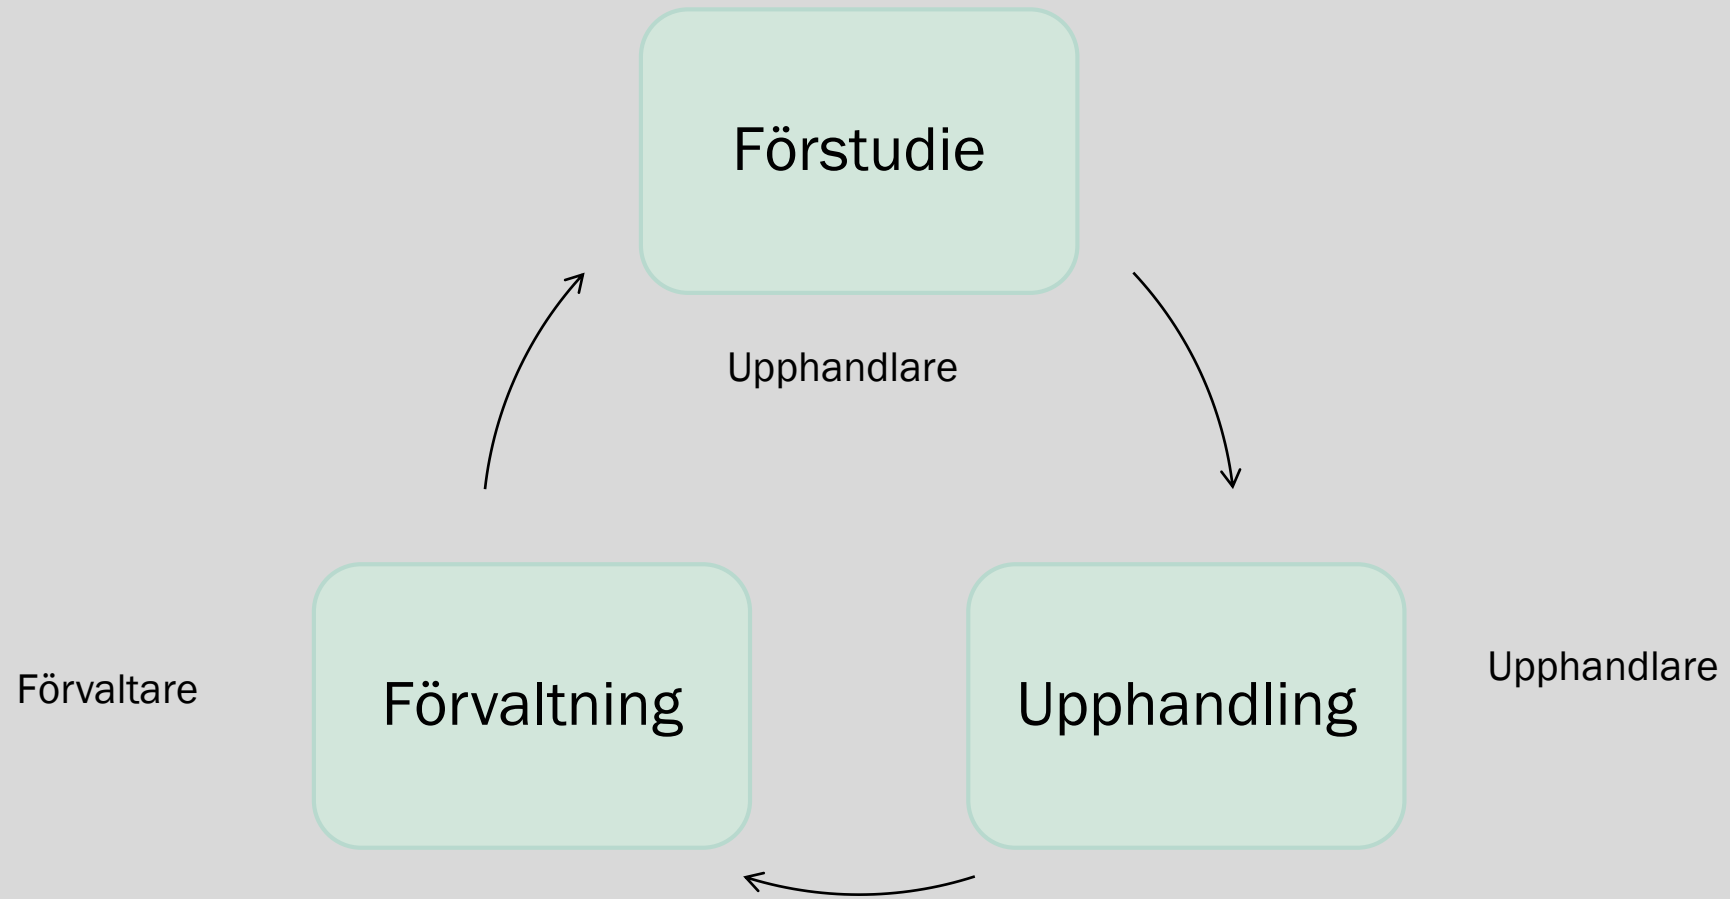 Förstudie
Upphandlare
Förvaltare
Förvaltning
Upphandling
Upphandlare